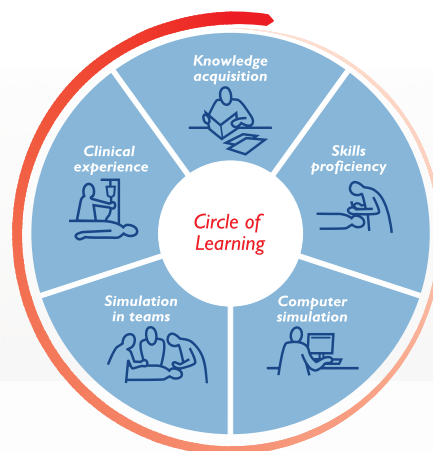 Knowledge
acquisition
Skills
proficiency
Computer
simulation
Simulation
in teams
Clinical
experience
Circle of
Learning